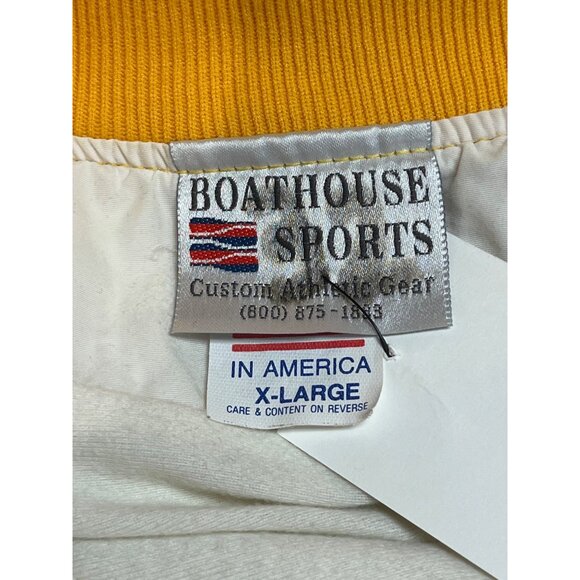 BOATHOUSE
SPORTS
Custom Athletic Gear
(800) 875-1883
IN AMERICA
X-LARGE
CARE & CONTENT ON REVERSE